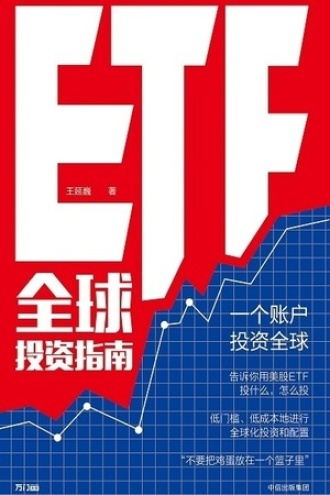 ETF
王延巍 著
全球
投资指南
一个账户
投资全球
告诉你用美股ETF
投什么，怎么投
低门槛、低成本地进行
全球化投资和配置
“不要把鸡蛋放在一个篮子里”
中信出版集团